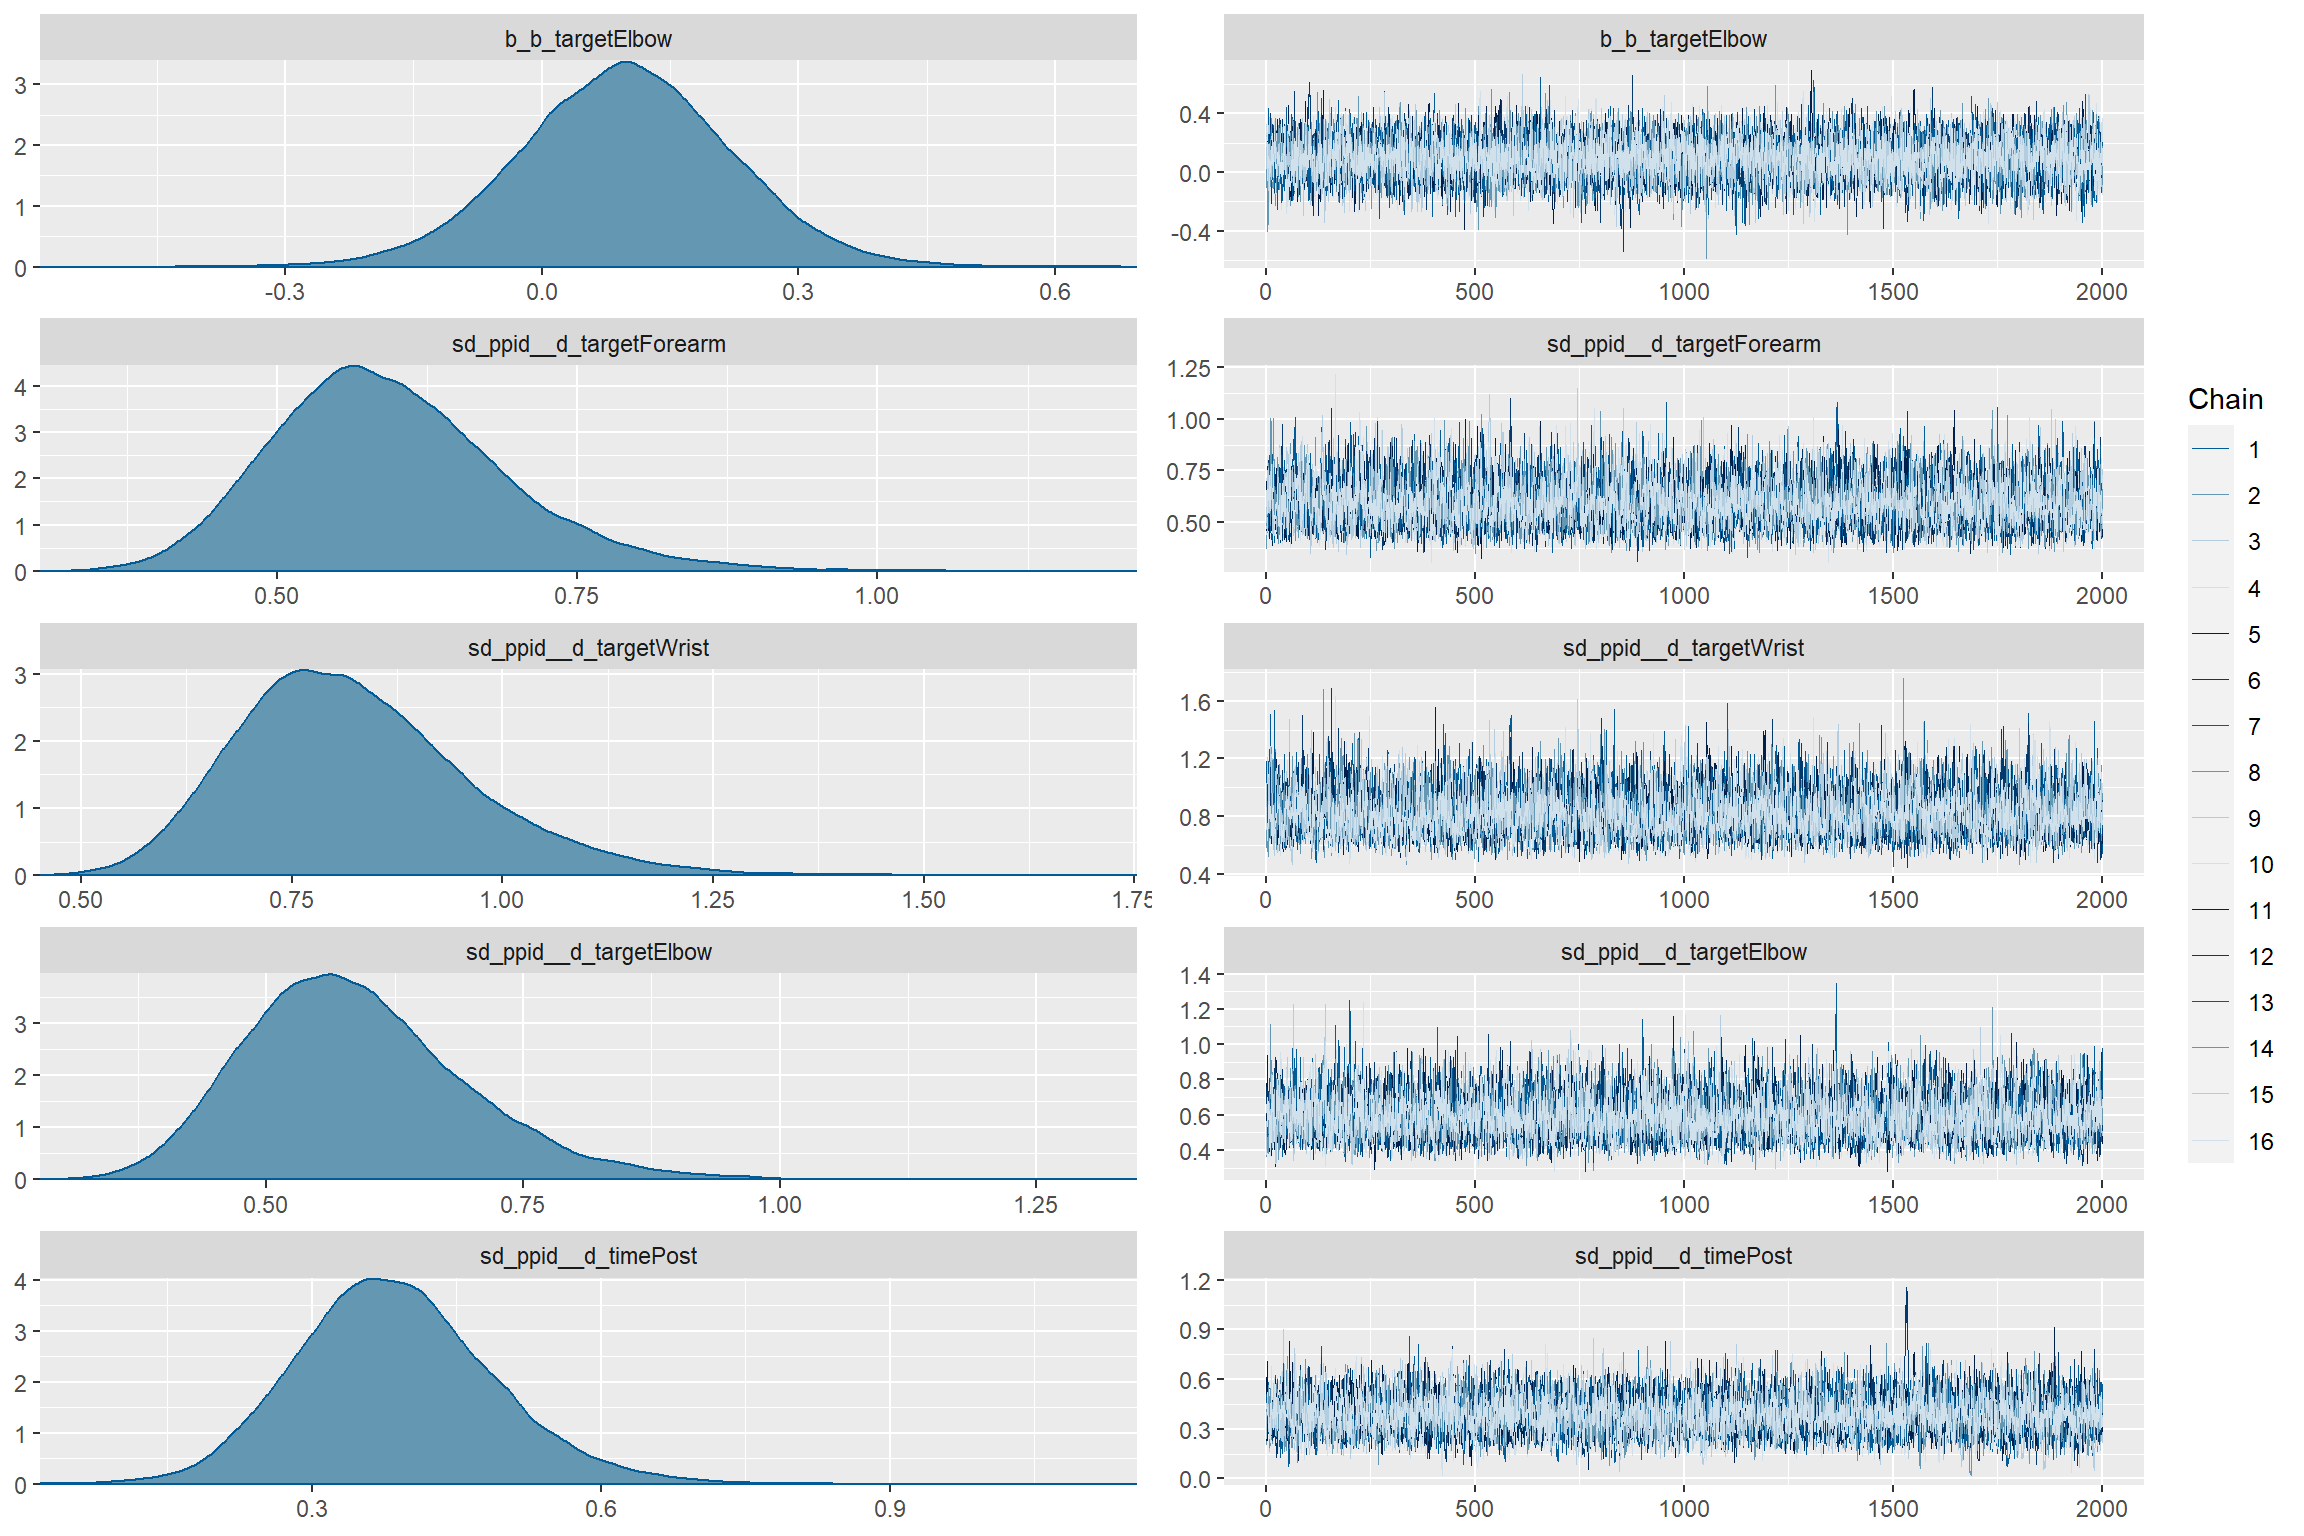 b_b_targetElbow
b_b_targetElbow
3
2
1
0
-0.3 0.0 0.3 0.6
0.4
0.0
-0.4
0 500 1000 1500 2000
sd_ppid__d_targetForearm
sd_ppid__d_targetForearm
4
3
2
1
0
0.50 0.75 1.00
1.25
1.00
0.75
0.50
0 500 1000 1500 2000
sd_ppid__d_targetWrist
sd_ppid__d_targetWrist
3
2
1
0
0.50 0.75 1.00 1.25 1.50 1.75
1.6
1.2
0.8
0.4
0 500 1000 1500 2000
sd_ppid__d_targetElbow
sd_ppid__d_targetElbow
3
2
1
0
0.50 0.75 1.00 1.25
1.4
1.2
1.0
0.8
0.6
0.4
0 500 1000 1500 2000
sd_ppid__d_timePost
sd_ppid__d_timePost
4
3
2
1
0
0.3 0.6 0.9
1.2
0.9
0.6
0.3
0.0
0 500 1000 1500 2000
Chain
1
2
3
4
5
6
7
8
9
10
11
12
13
14
15
16